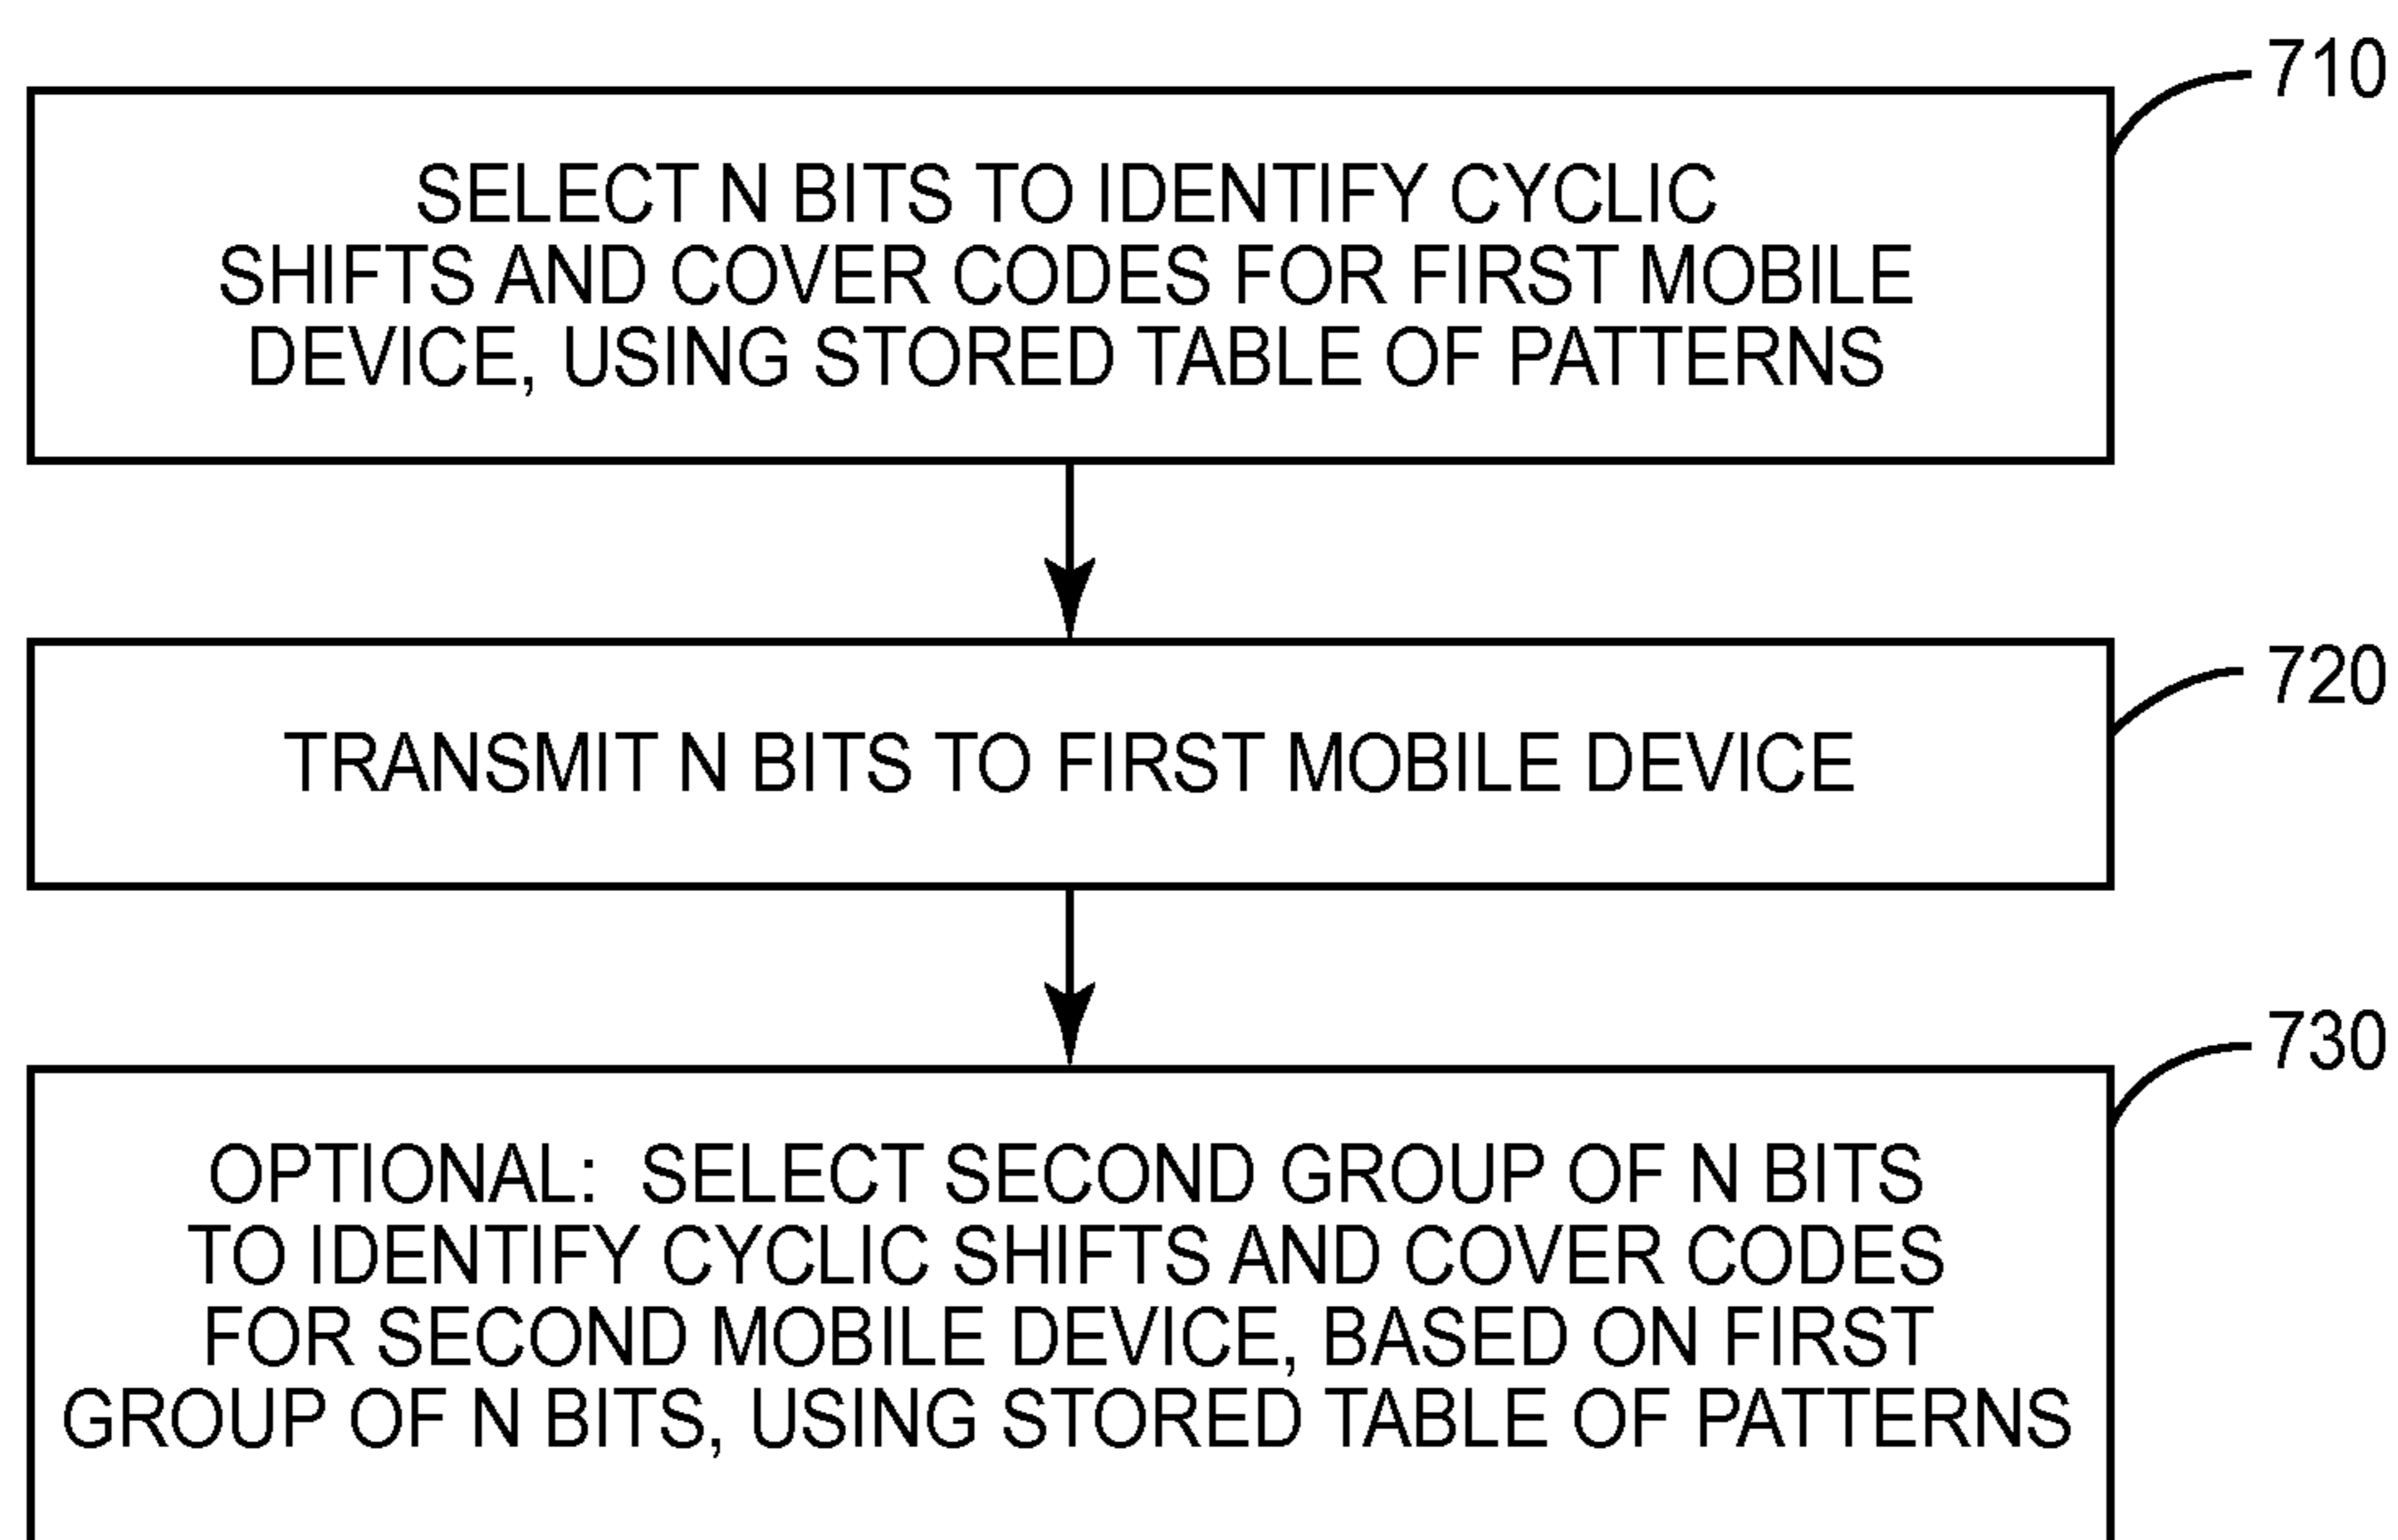 710
SELECT N BITS TO IDENTIFY CYCLIC
SHIFTS AND COVER CODES FOR FIRST MOBILE
DEVICE, USING STORED TABLE OF PATTERNS
720
TRANSMIT N BITS TO FIRST MOBILE DEVICE
730
OPTIONAL: SELECT SECOND GROUP OF N BITS
TO IDENTIFY CYCLIC SHIFTS AND COVER CODES
FOR SECOND MOBILE DEVICE, BASED ON FIRST
GROUP OF N BITS, USING STORED TABLE OF PATTERNS